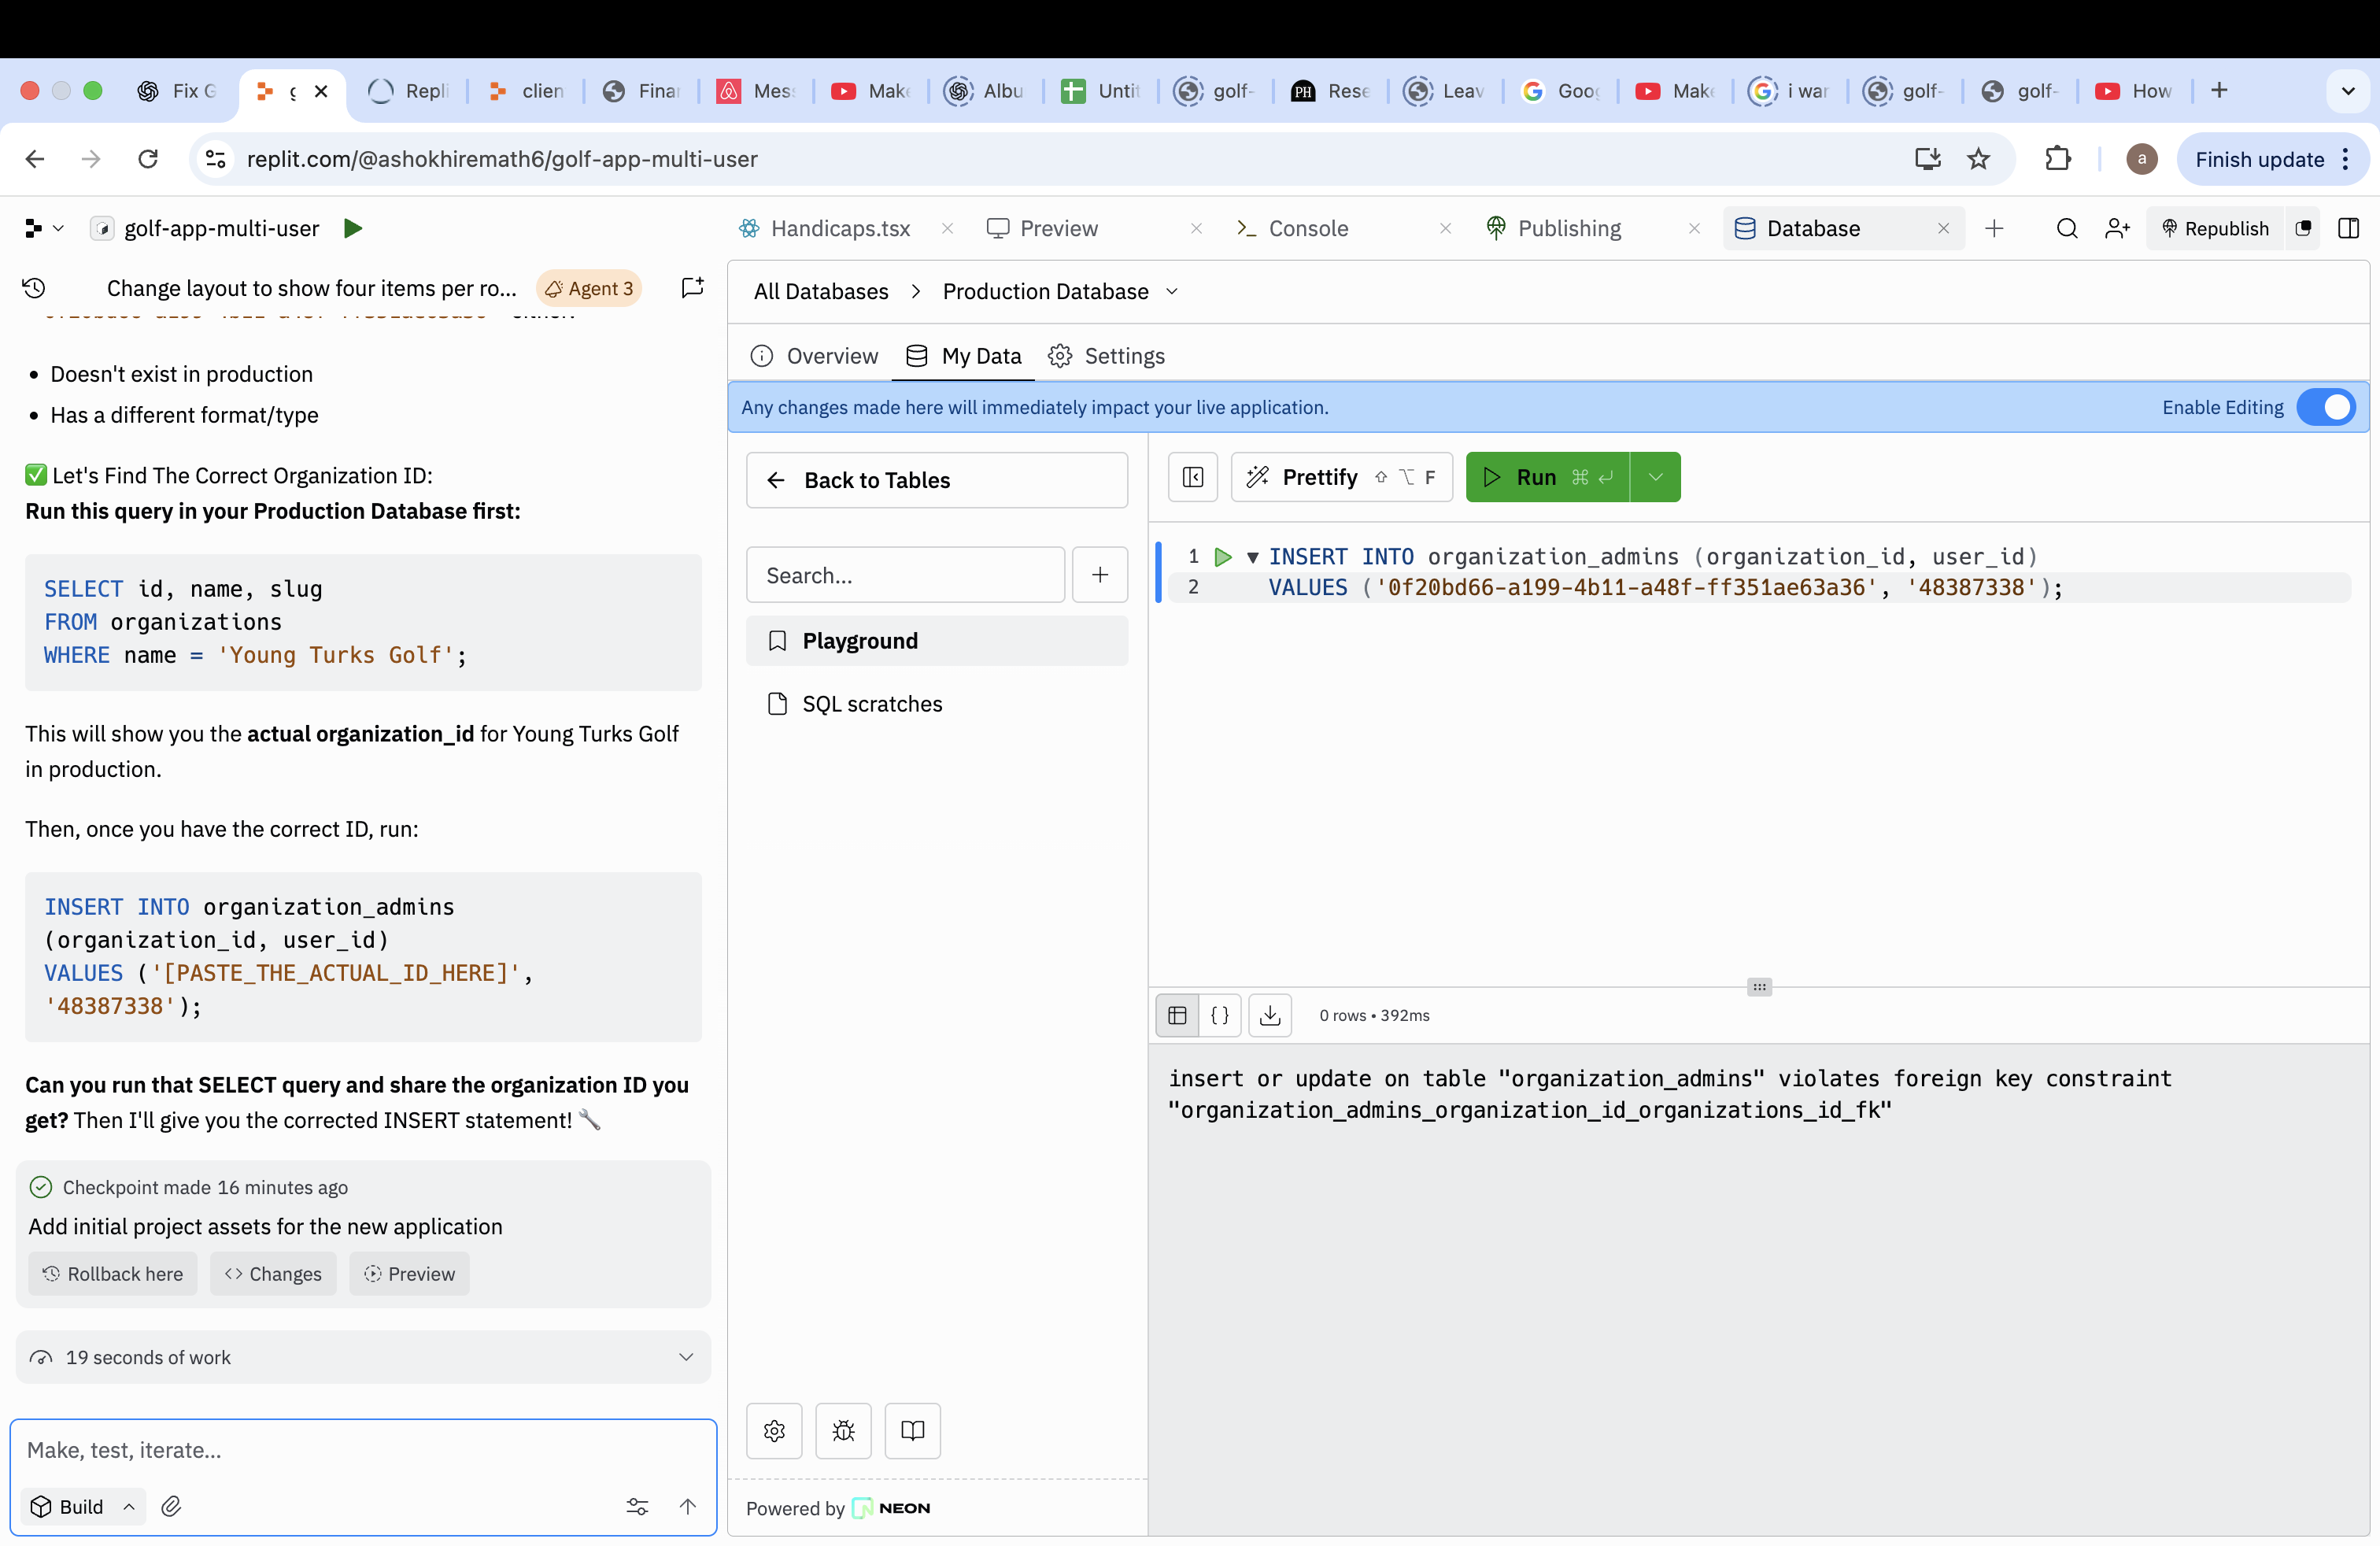 Fix G
g
Repli
clien
Finar
Mess
Make
Albu
Untit
golf-
PH
Rese
Leav
Goog
Make
i war
golf-
golf-
How
replit.com/@ashokhiremath6/golf-app-multi-user
a
Finish update
golf-app-multi-user
Handicaps.tsx
Preview
Console
Publishing
Database
Republish
Change layout to show four items per ro...
Agent 3
Doesn't exist in production
Has a different format/type
✅ Let's Find The Correct Organization ID:
Run this query in your Production Database first:
SELECT id, name, slug
FROM organizations
WHERE name = 'Young Turks Golf';
This will show you the actual organization_id for Young Turks Golf
in production.
Then, once you have the correct ID, run:
INSERT INTO organization_admins
(organization_id, user_id)
VALUES ('[PASTE_THE_ACTUAL_ID_HERE]',
'48387338');
Can you run that SELECT query and share the organization ID you
get? Then I'll give you the corrected INSERT statement! 🔧
Checkpoint made 16 minutes ago
Add initial project assets for the new application
Rollback here
Changes
Preview
19 seconds of work
Make, test, iterate...
Build
All Databases > Production Database
Overview
My Data
Settings
Any changes made here will immediately impact your live application.
Enable Editing
Back to Tables
Search...
Playground
SQL scratches
Powered by NEON
Prettify ⇧ ⌥ F
Run ⌘ ↵
1 INSERT INTO organization_admins (organization_id, user_id)
2 VALUES ('0f20bd66-a199-4b11-a48f-ff351ae63a36', '48387338');
{}
0 rows • 392ms
insert or update on table "organization_admins" violates foreign key constraint
"organization_admins_organization_id_organizations_id_fk"